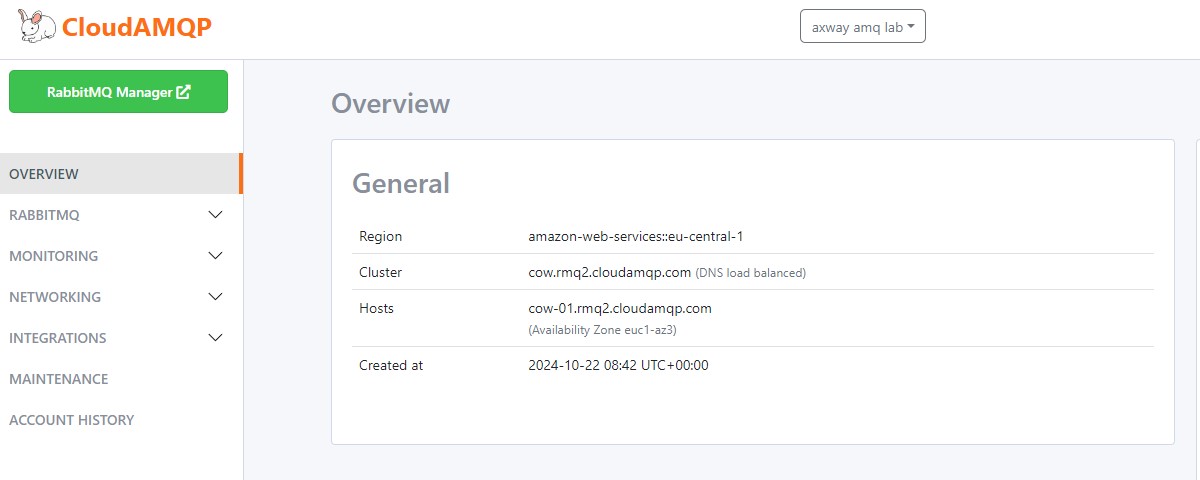 CloudAMQP
axway amq lab
RabbitMQ Manager
OVERVIEW
RABBITMQ
MONITORING
NETWORKING
INTEGRATIONS
MAINTENANCE
ACCOUNT HISTORY
Overview
General
Region amazon-web-services::eu-central-1
Cluster cow.rmq2.cloudamqp.com (DNS load balanced)
Hosts cow-01.rmq2.cloudamqp.com
(Availability Zone euc1-az3)
Created at 2024-10-22 08:42 UTC+00:00